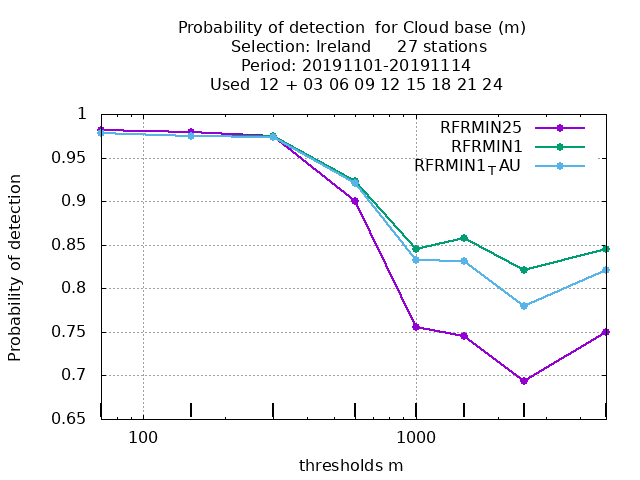 Probability of detection  for Cloud base (m)
Selection: Ireland     27 stations
Period: 20191101-20191114
Used  12 + 03 06 09 12 15 18 21 24
RFRMIN25
RFRMIN1
RFRMIN1TAU
1
0.95
0.9
0.85
0.8
0.75
0.7
0.65
Probability of detection
100 1000
thresholds m